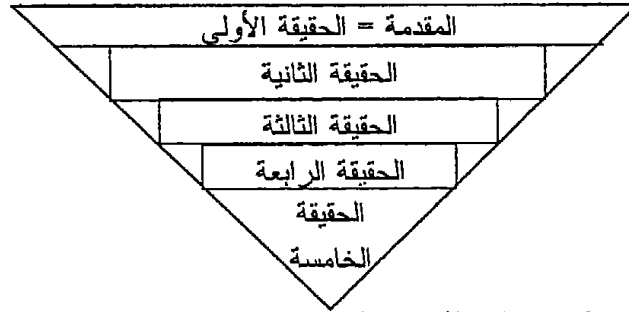 المقدمة = الحقيقة الأولى
الحقيقة الثانية
الحقيقة الثالثة
الحقيقة الرابعة
الحقيقة
الخامسة